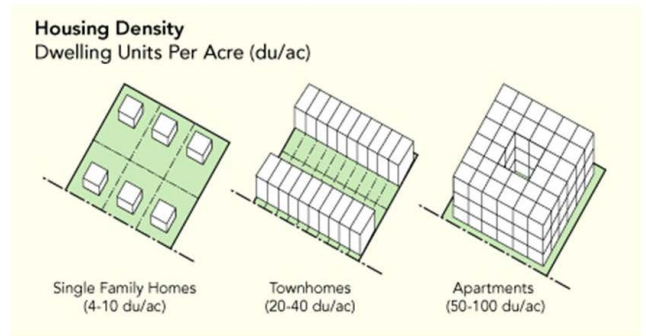 Housing Density
Dwelling Units Per Acre (du/ac)
Single Family Homes
(4-10 du/ac)
Townhomes
(20-40 du/ac)
Apartments
(50-100 du/ac)